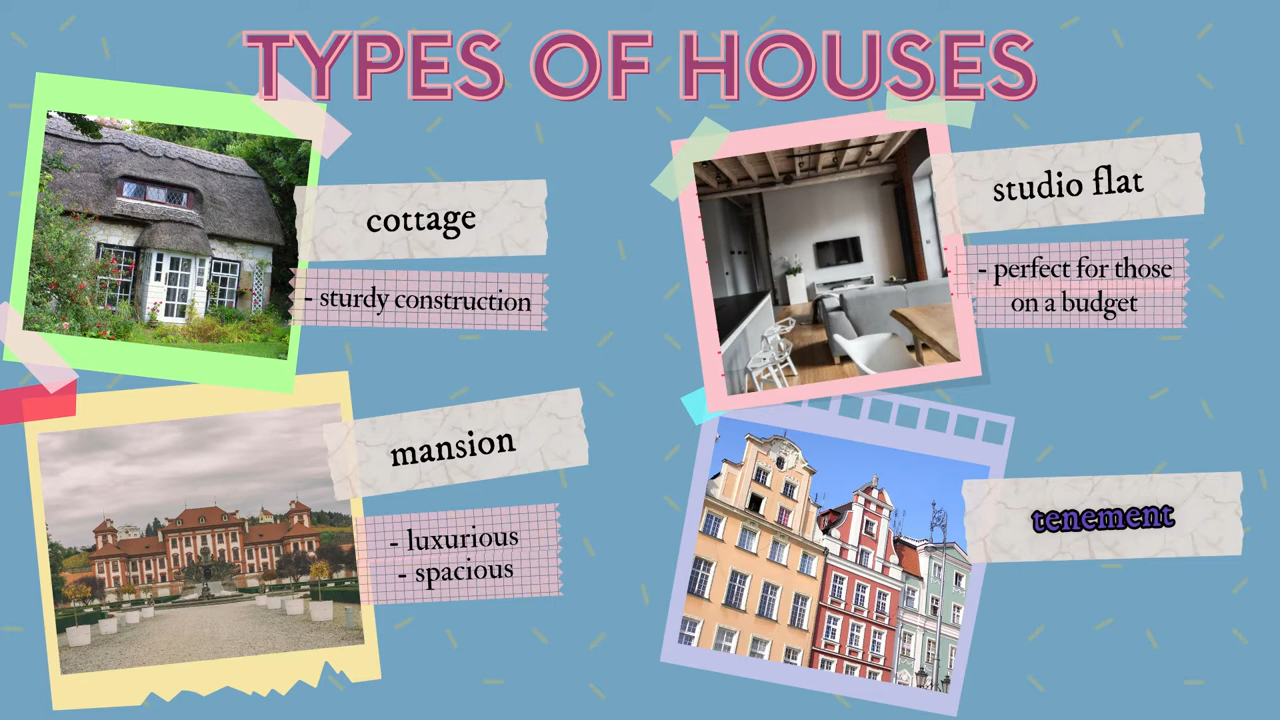 TYPES OF HOUSES
cottage
- sturdy construction
studio flat
- perfect for those
on a budget
mansion
- luxurious
- spacious
tenement